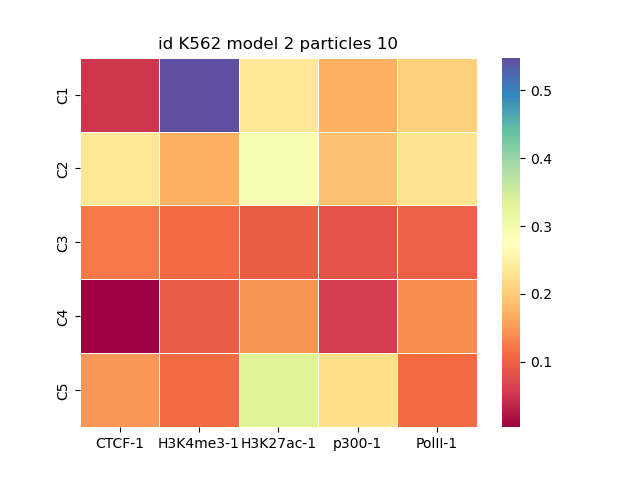 id K562 model 2 particles 10
C1
C2
C3
C4
C5
CTCF-1 H3K4me3-1 H3K27ac-1 p300-1 PolII-1
0.5
0.4
0.3
0.2
0.1